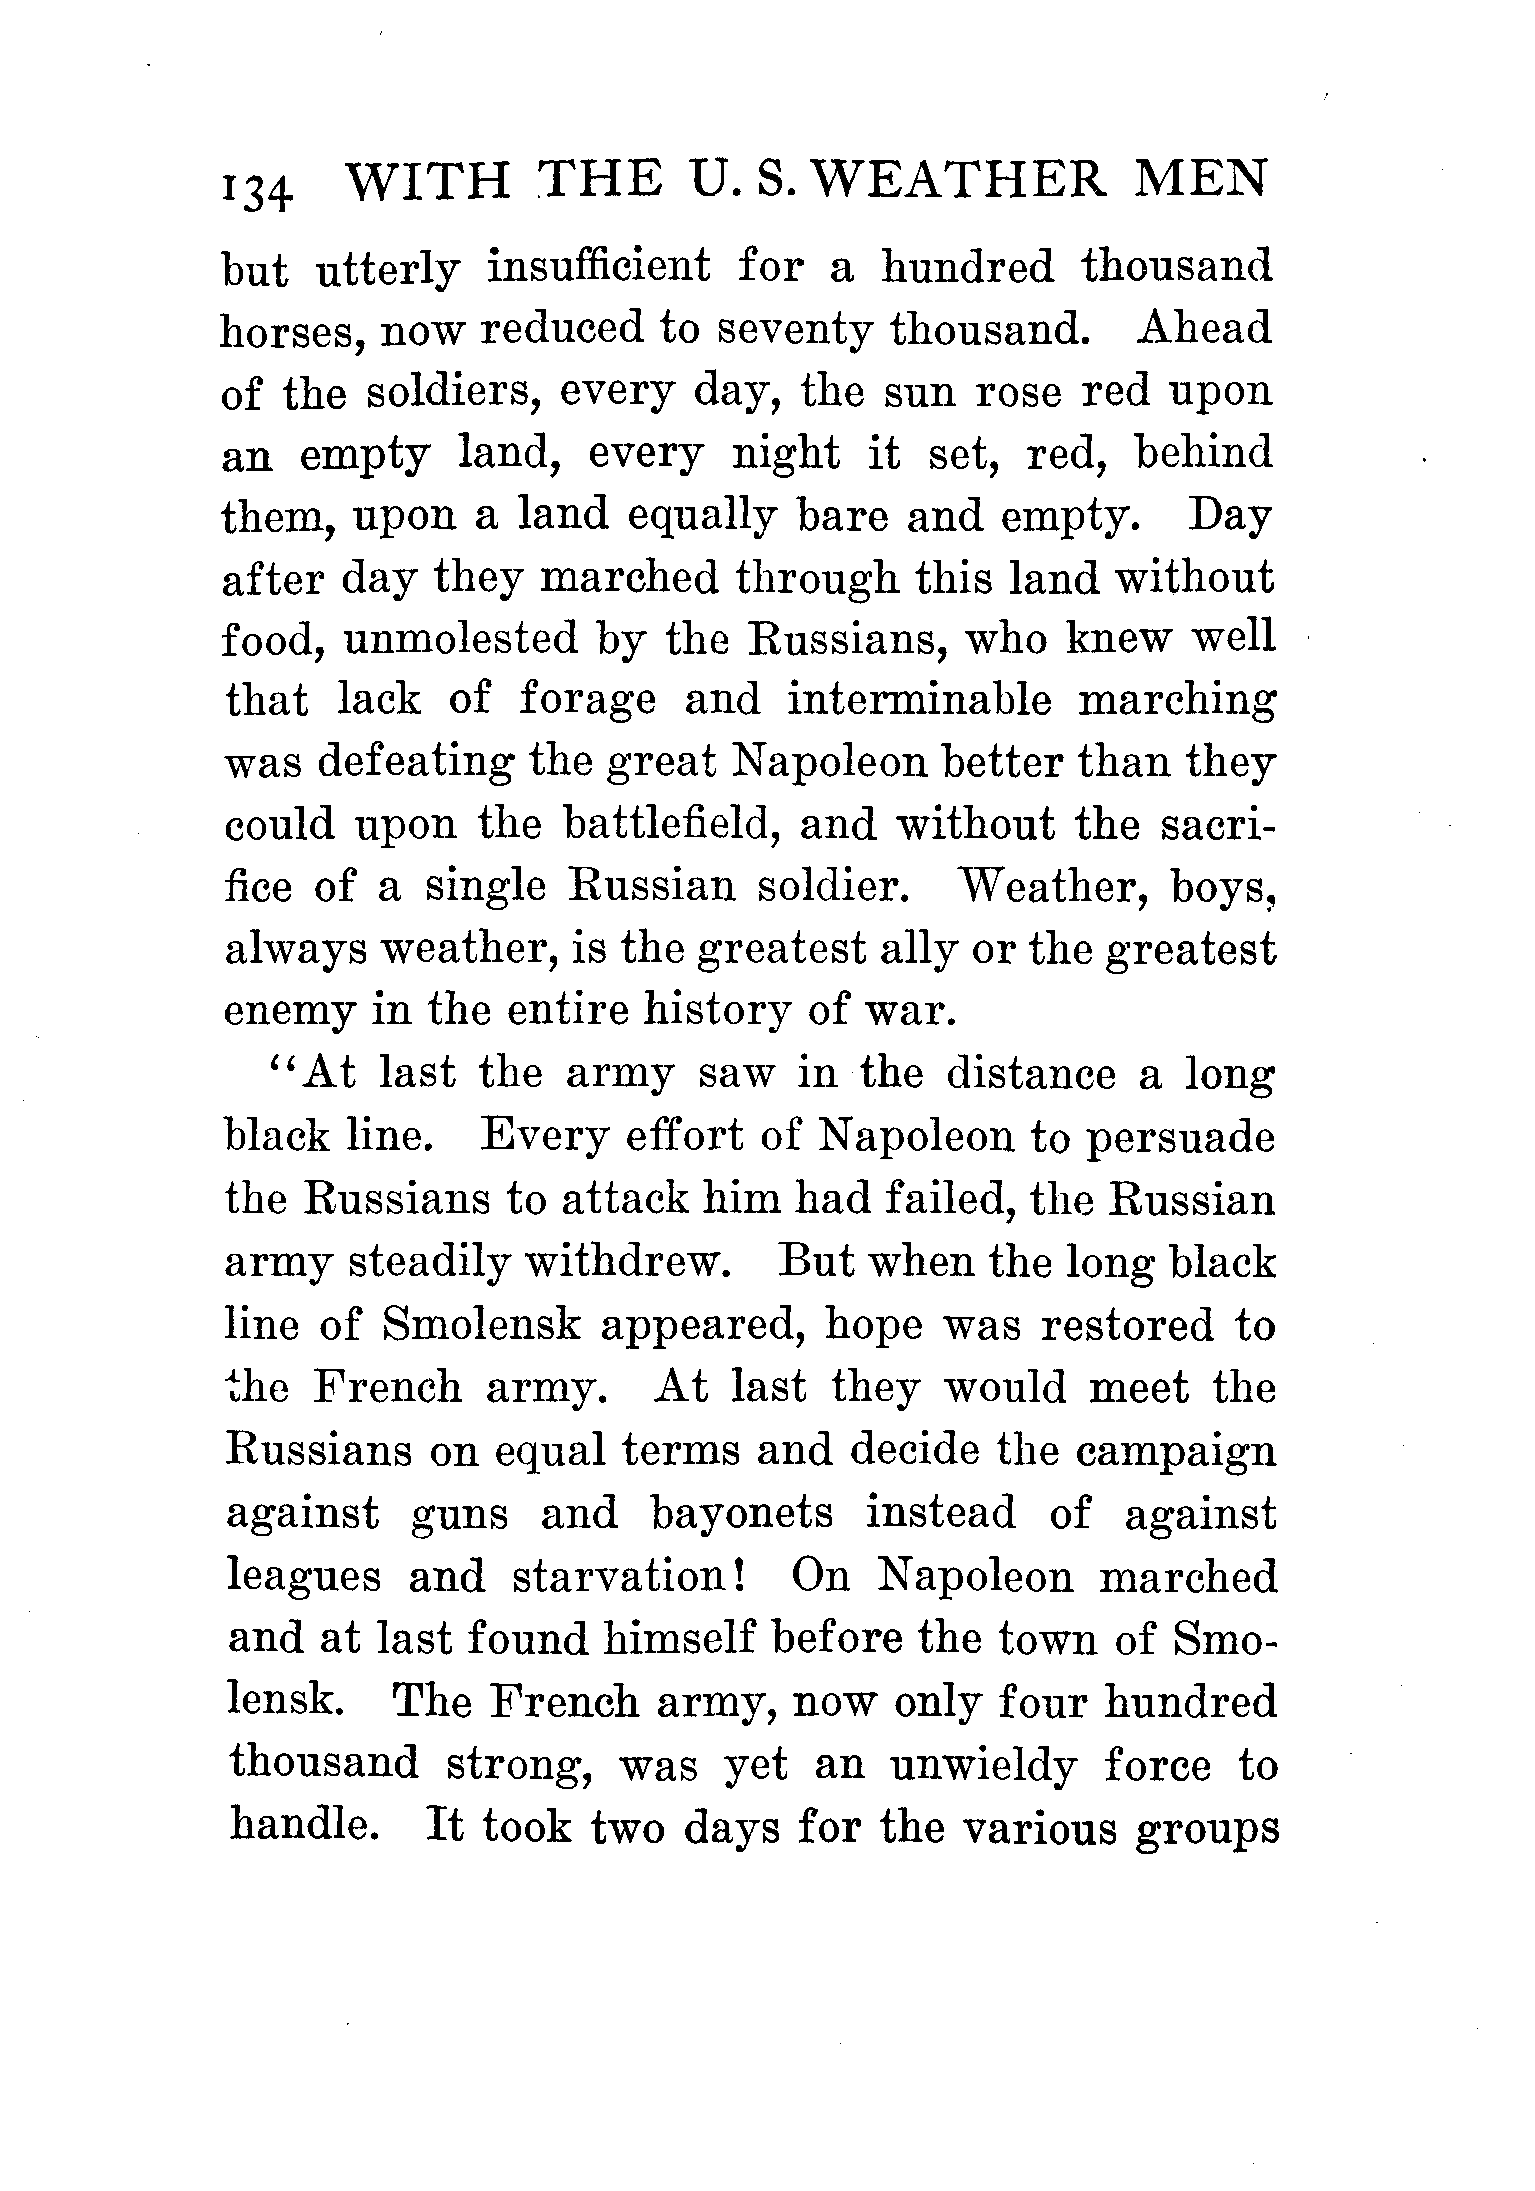 134 WITH THE U. S. WEATHER MEN
but utterly insufficient for a hundred thousand
horses, now reduced to seventy thousand. Ahead
of the soldiers, every day, the sun rose red upon
an empty land, every night it set, red, behind
them, upon a land equally bare and empty. Day
after day they marched through this land without
food, unmolested by the Russians, who knew well
that lack of forage and interminable marching
was defeating the great Napoleon better than they
could upon the battlefield, and without the sacri-
fice of a single Russian soldier. Weather, boys,
always weather, is the greatest ally or the greatest
enemy in the entire history of war.
"At last the army saw in the distance a long
black line. Every effort of Napoleon to persuade
the Russians to attack him had failed, the Russian
army steadily withdrew. But when the long black
line of Smolensk appeared, hope was restored to
the French army. At last they would meet the
Russians on equal terms and decide the campaign
against guns and bayonets instead of against
leagues and starvation! On Napoleon marched
and at last found himself before the town of Smo-
lensk. The French army, now only four hundred
thousand strong, was yet an unwieldy force to
handle. It took two days for the various groups